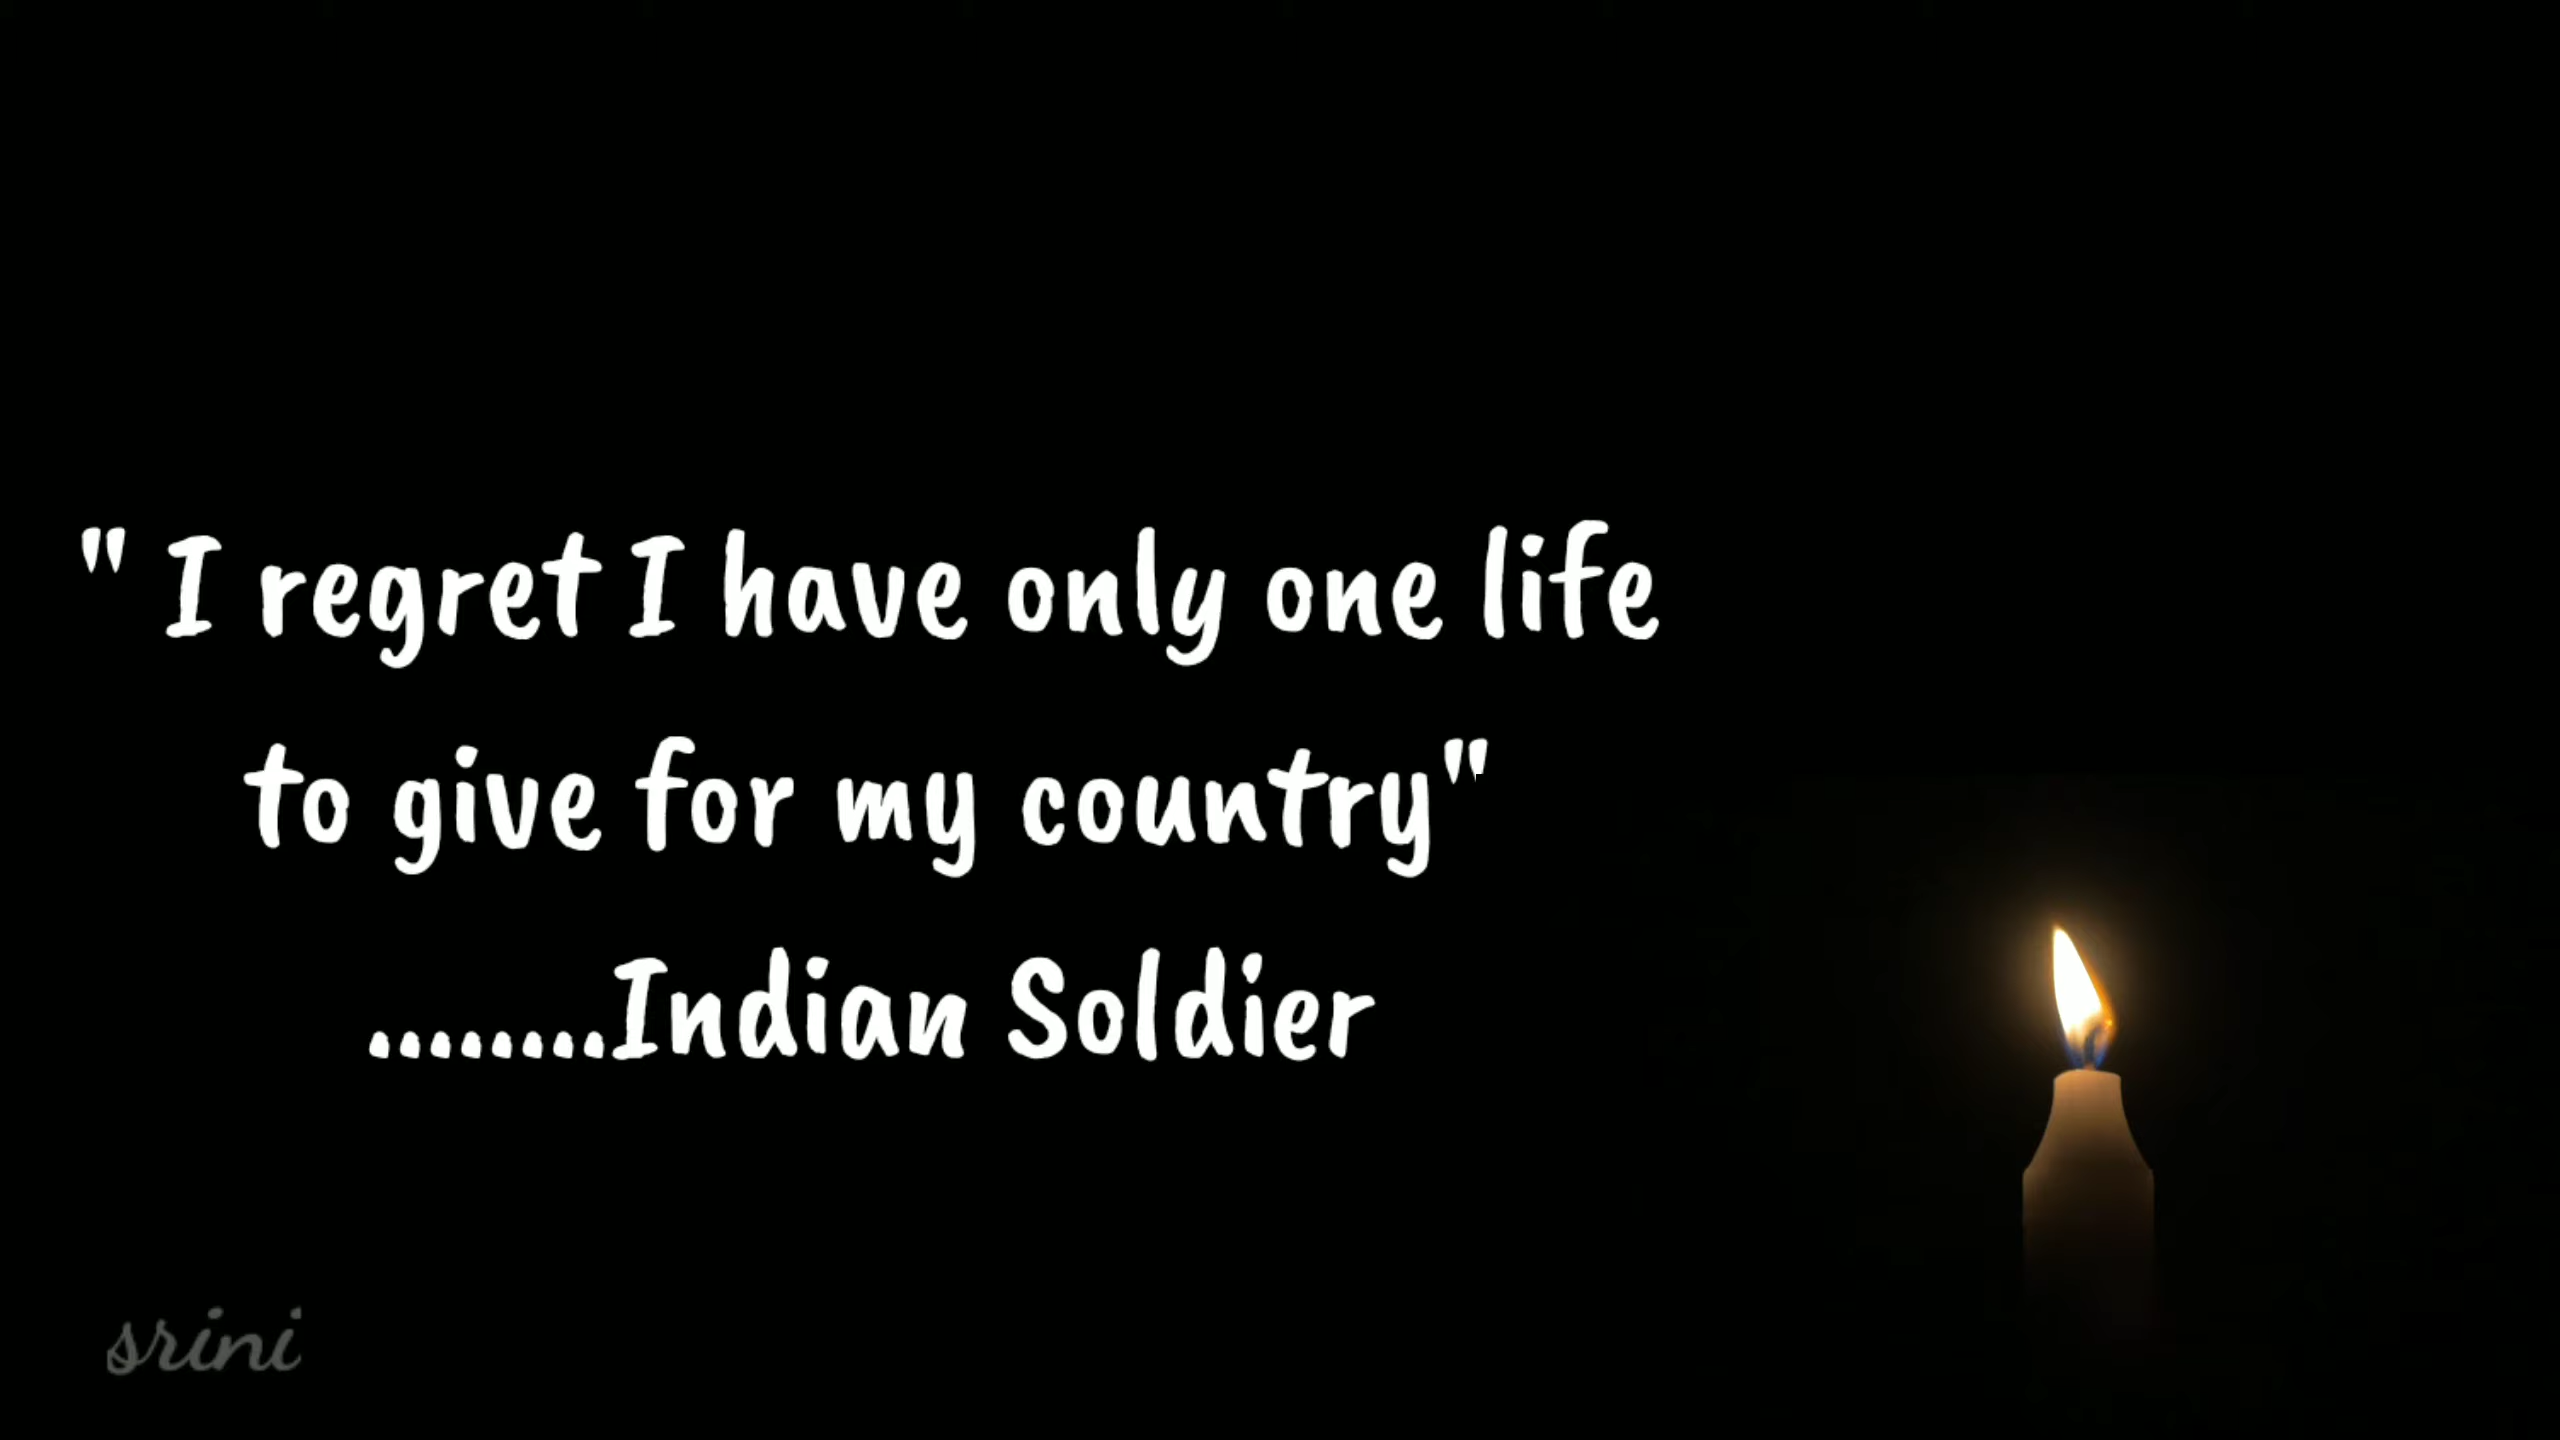 " I regret I have only one life
to give for my country"
........Indian Soldier
srini